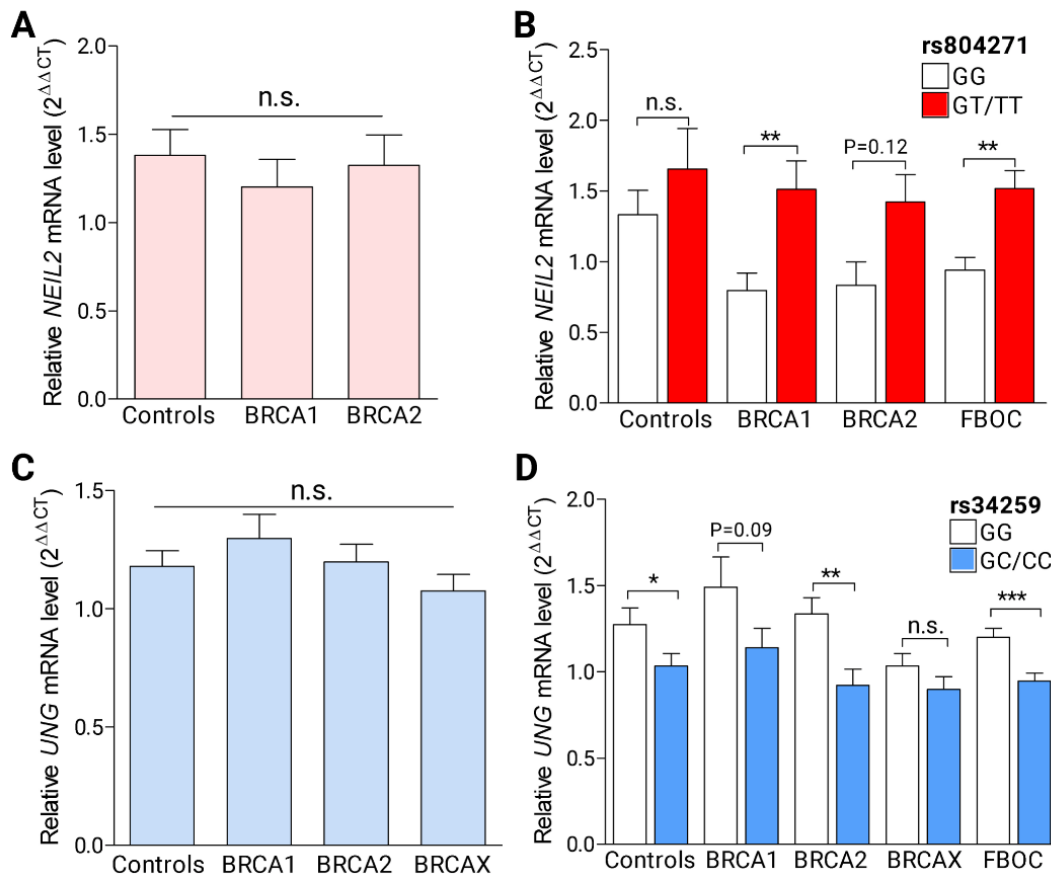 A
Relative NEIL2 mRNA level (2^ΔΔCT)
2.0
1.5
1.0
0.5
0.0
n.s.
Controls BRCA1 BRCA2
B
Relative NEIL2 mRNA level (2^ΔΔCT)
2.5
2.0
1.5
1.0
0.5
0.0
rs804271
GG
GT/TT
n.s.
**
P=0.12
**
Controls BRCA1 BRCA2 FBOC
C
Relative UNG mRNA level (2^ΔΔCT)
1.5
1.0
0.5
0.0
n.s.
Controls BRCA1 BRCA2 BRCAX
D
Relative UNG mRNA level (2^ΔΔCT)
2.0
1.5
1.0
0.5
0.0
rs34259
GG
GC/CC
*
P=0.09
**
n.s.
***
Controls BRCA1 BRCA2 BRCAX FBOC